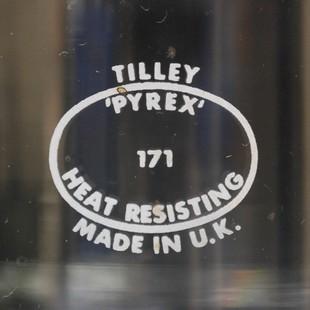 TILLEY
'PYREX'
171
HEAT RESISTING
MADE IN U.K.